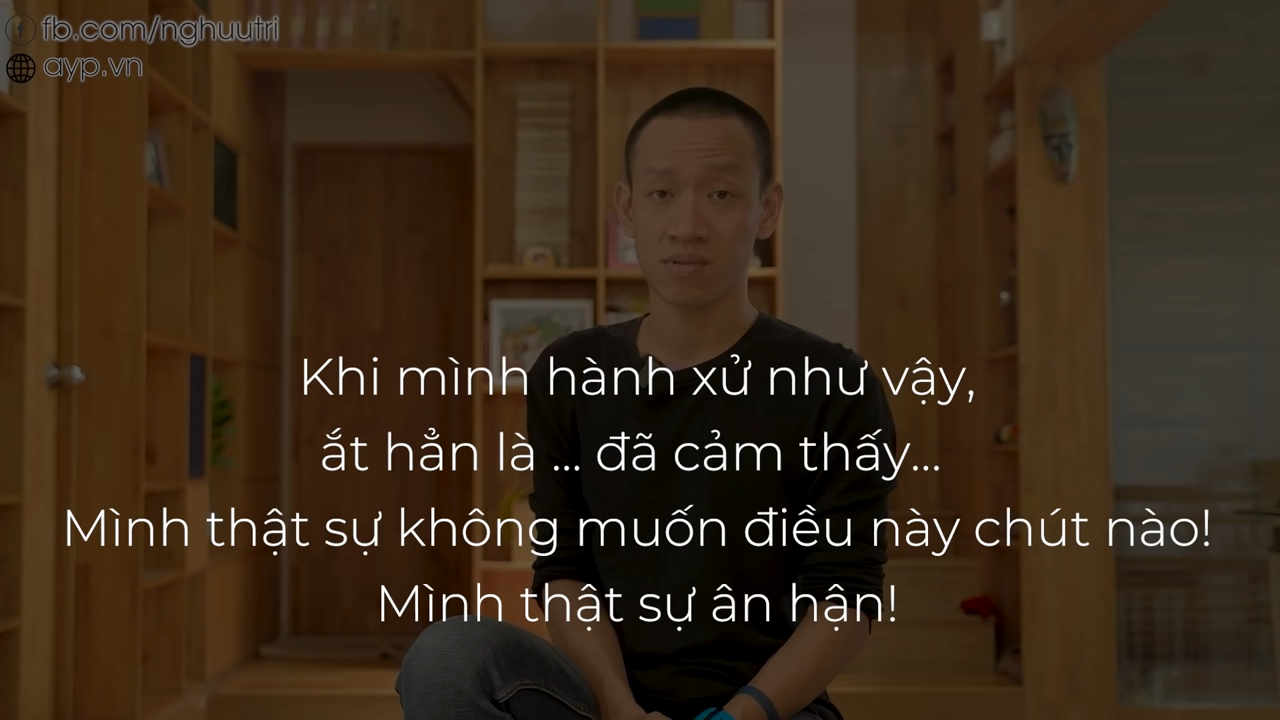 fb.com/nghuutri
ayp.vn
Khi mình hành xử như vậy,
ắt hẳn là ... đã cảm thấy...
Mình thật sự không muốn điều này chút nào!
Mình thật sự ân hận!